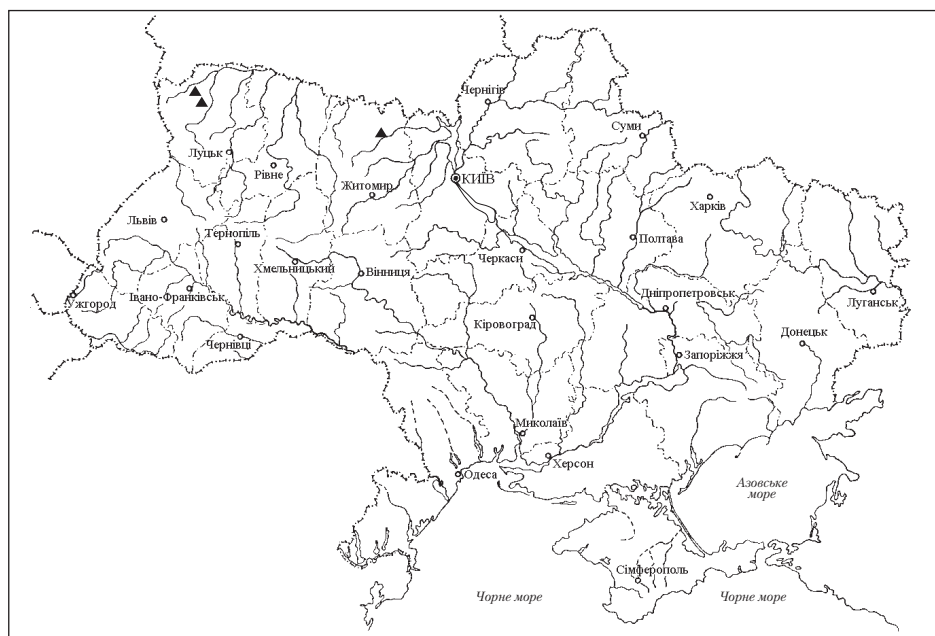 Чернігів
Суми
Луцьк
Рівне
КИЇВ
Житомир
Харків
Львів
Тернопіль
Полтава
Черкаси
Хмельницький
Вінниця
Ужгород
Івано-Франківськ
Дніпропетровськ
Луганськ
Кіровоград
Донецьк
Чернівці
Запоріжжя
Миколаїв
Херсон
Одеса
Азовське
море
Сімферополь
Чорне море
Чорне море